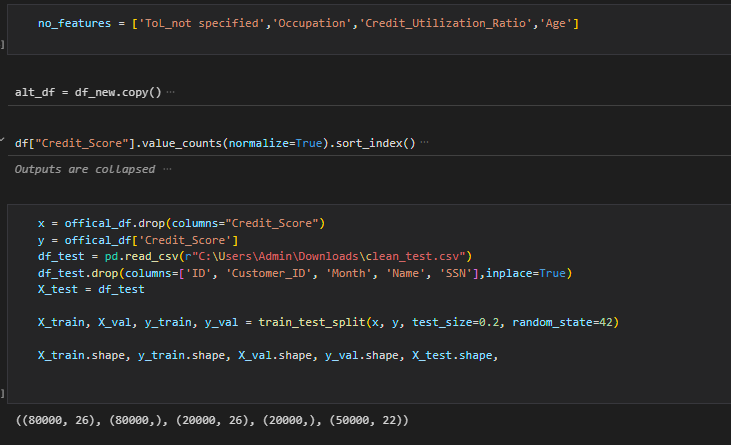 no_features = ['ToL_not specified','Occupation','Credit_Utilization_Ratio','Age']
]
alt_df = df_new.copy() ...
df["Credit_Score"].value_counts(normalize=True).sort_index() ...
Outputs are collapsed ...
x = offical_df.drop(columns="Credit_Score")
y = offical_df['Credit_Score']
df_test = pd.read_csv(r"C:\Users\Admin\Downloads\clean_test.csv")
df_test.drop(columns=['ID', 'Customer_ID', 'Month', 'Name', 'SSN'],inplace=True)
X_test = df_test
X_train, X_val, y_train, y_val = train_test_split(x, y, test_size=0.2, random_state=42)
X_train.shape, y_train.shape, X_val.shape, y_val.shape, X_test.shape,
]
((80000, 26), (80000,), (20000, 26), (20000,), (50000, 22))